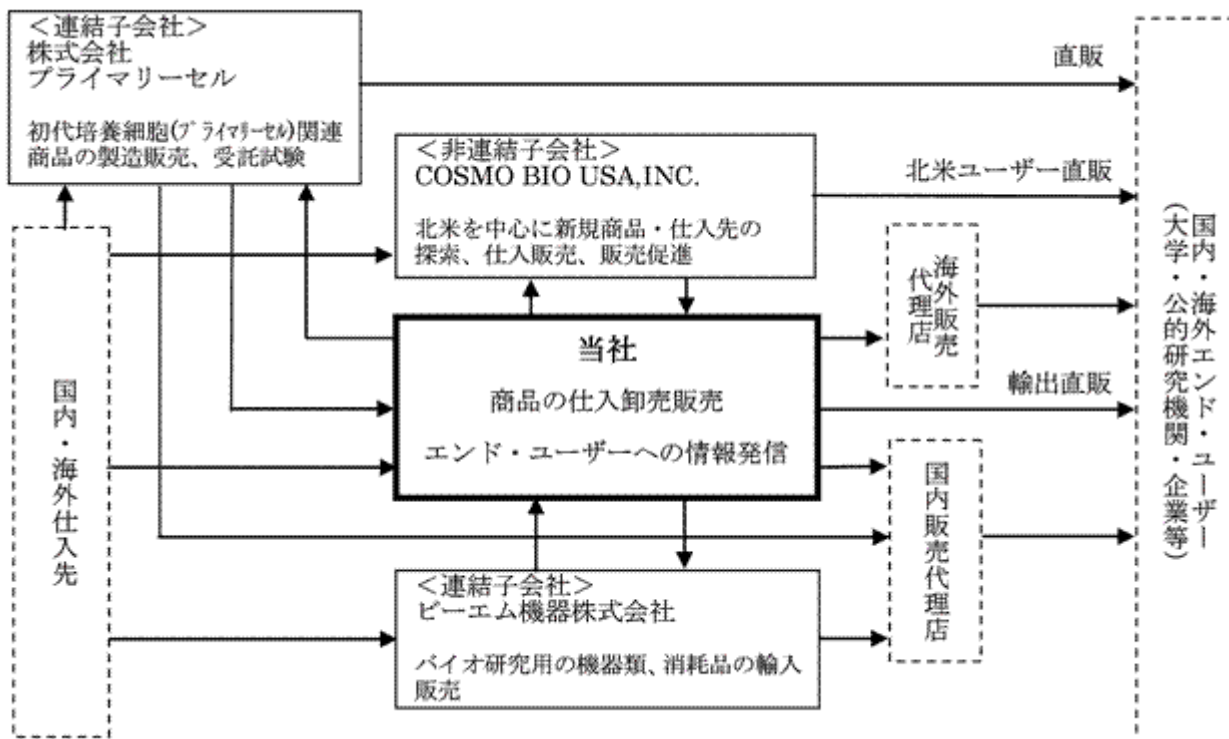 ＜連結子会社＞
株式会社
プライマリーセル
初代培養細胞(ﾌﾟﾗｲﾏﾘｰｾﾙ)関連
商品の製造販売、受託試験
直販
＜非連結子会社＞
COSMO BIO USA,INC.
北米を中心に新規商品・仕入先の
探索、仕入販売、販売促進
北米ユーザー直販
海外販売
代理店
当社
商品の仕入卸売販売
エンド・ユーザーへの情報発信
輸出直販
国内・海外仕入先
国内販売代理店
＜連結子会社＞
ビーエム機器株式会社
バイオ研究用の機器類、消耗品の輸入
販売
国内・海外エンド・ユーザー
(大学・公的研究機関・企業等)